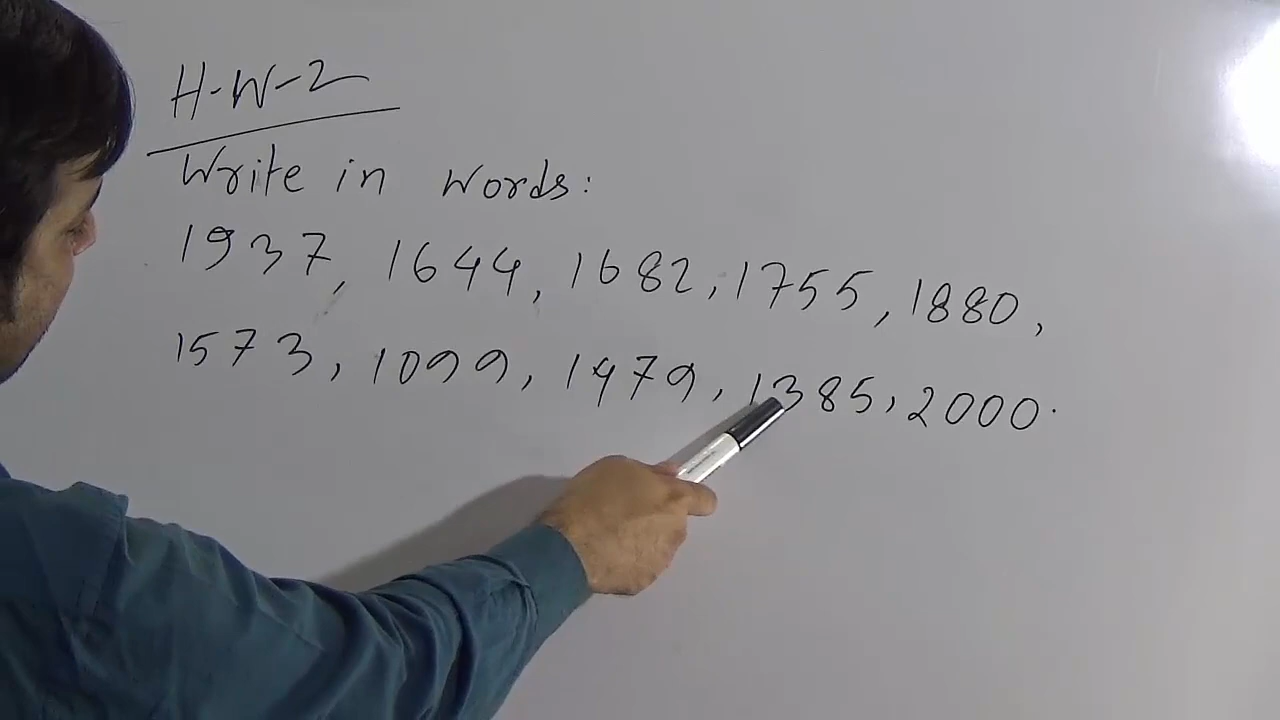 H-W-2
Write in words:
1937, 1644, 1682, 1755, 1880,
1573, 1099, 1479, 1385, 2000.